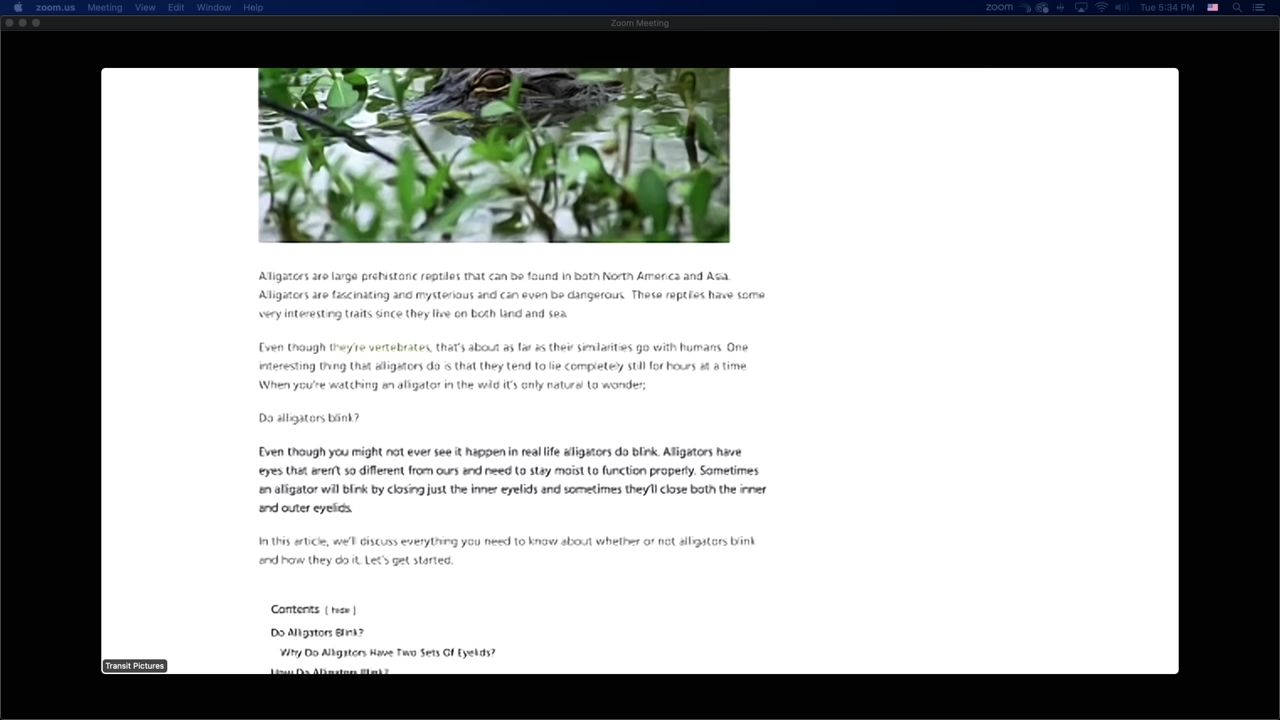 zoom.us Meeting View Edit Window Help
zoom Tue 5:34 PM
Zoom Meeting
Alligators are large prehistoric reptiles that can be found in both North America and Asia.
Alligators are fascinating and mysterious and can even be dangerous. These reptiles have some
very interesting traits since they live on both land and sea.
Even though they're vertebrates, that's about as far as their similarities go with humans. One
interesting thing that alligators do is that they tend to lie completely still for hours at a time.
When you're watching an alligator in the wild it's only natural to wonder;
Do alligators blink?
Even though you might not ever see it happen in real life alligators do blink. Alligators have
eyes that aren't so different from ours and need to stay moist to function properly. Sometimes
an alligator will blink by closing just the inner eyelids and sometimes they'll close both the inner
and outer eyelids.
In this article, we'll discuss everything you need to know about whether or not alligators blink
and how they do it. Let's get started.
Contents [ hide ]
Do Alligators Blink?
Why Do Alligators Have Two Sets Of Eyelids?
How Do Alligators Blink?
Transit Pictures